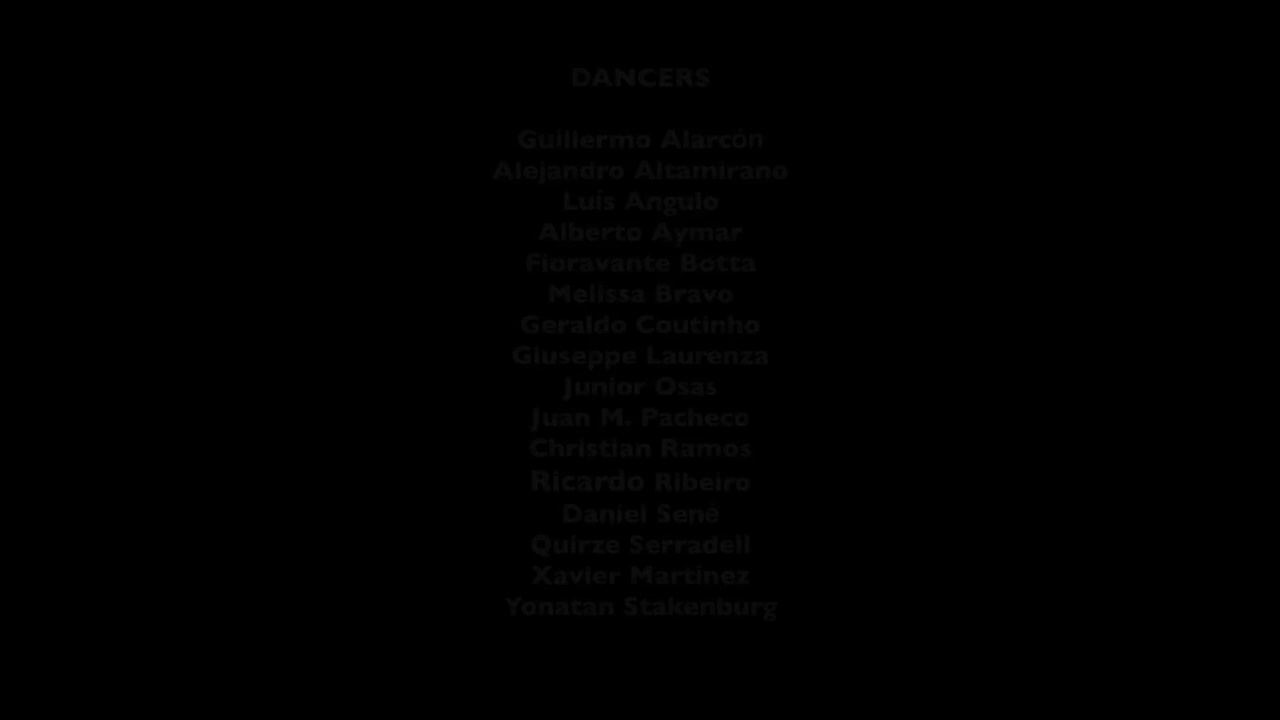 DANCERS
Guillermo Alarcón
Alejandro Altamirano
Luis Angulo
Alberto Aymar
Fioravante Botta
Melissa Bravo
Geraldo Coutinho
Giuseppe Laurenza
Junior Osas
Juan M. Pacheco
Christian Ramos
Ricardo Ribeiro
Daniel Sené
Quirze Serradell
Xavier Martínez
Yonatan Stakenburg